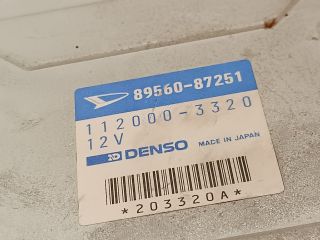 89560-87251
112000-3320
12V
DENSO MADE IN JAPAN
*203320A*